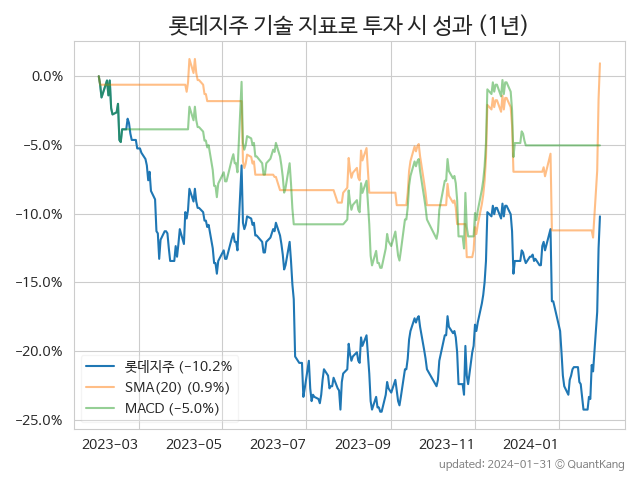 롯데지주 기술 지표로 투자 시 성과 (1년)
0.0%
−5.0%
−10.0%
−15.0%
−20.0%
−25.0%
롯데지주 (−10.2%
SMA(20) (0.9%)
MACD (−5.0%)
2023-03 2023-05 2023-07 2023-09 2023-11 2024-01
updated: 2024-01-31 © QuantKang